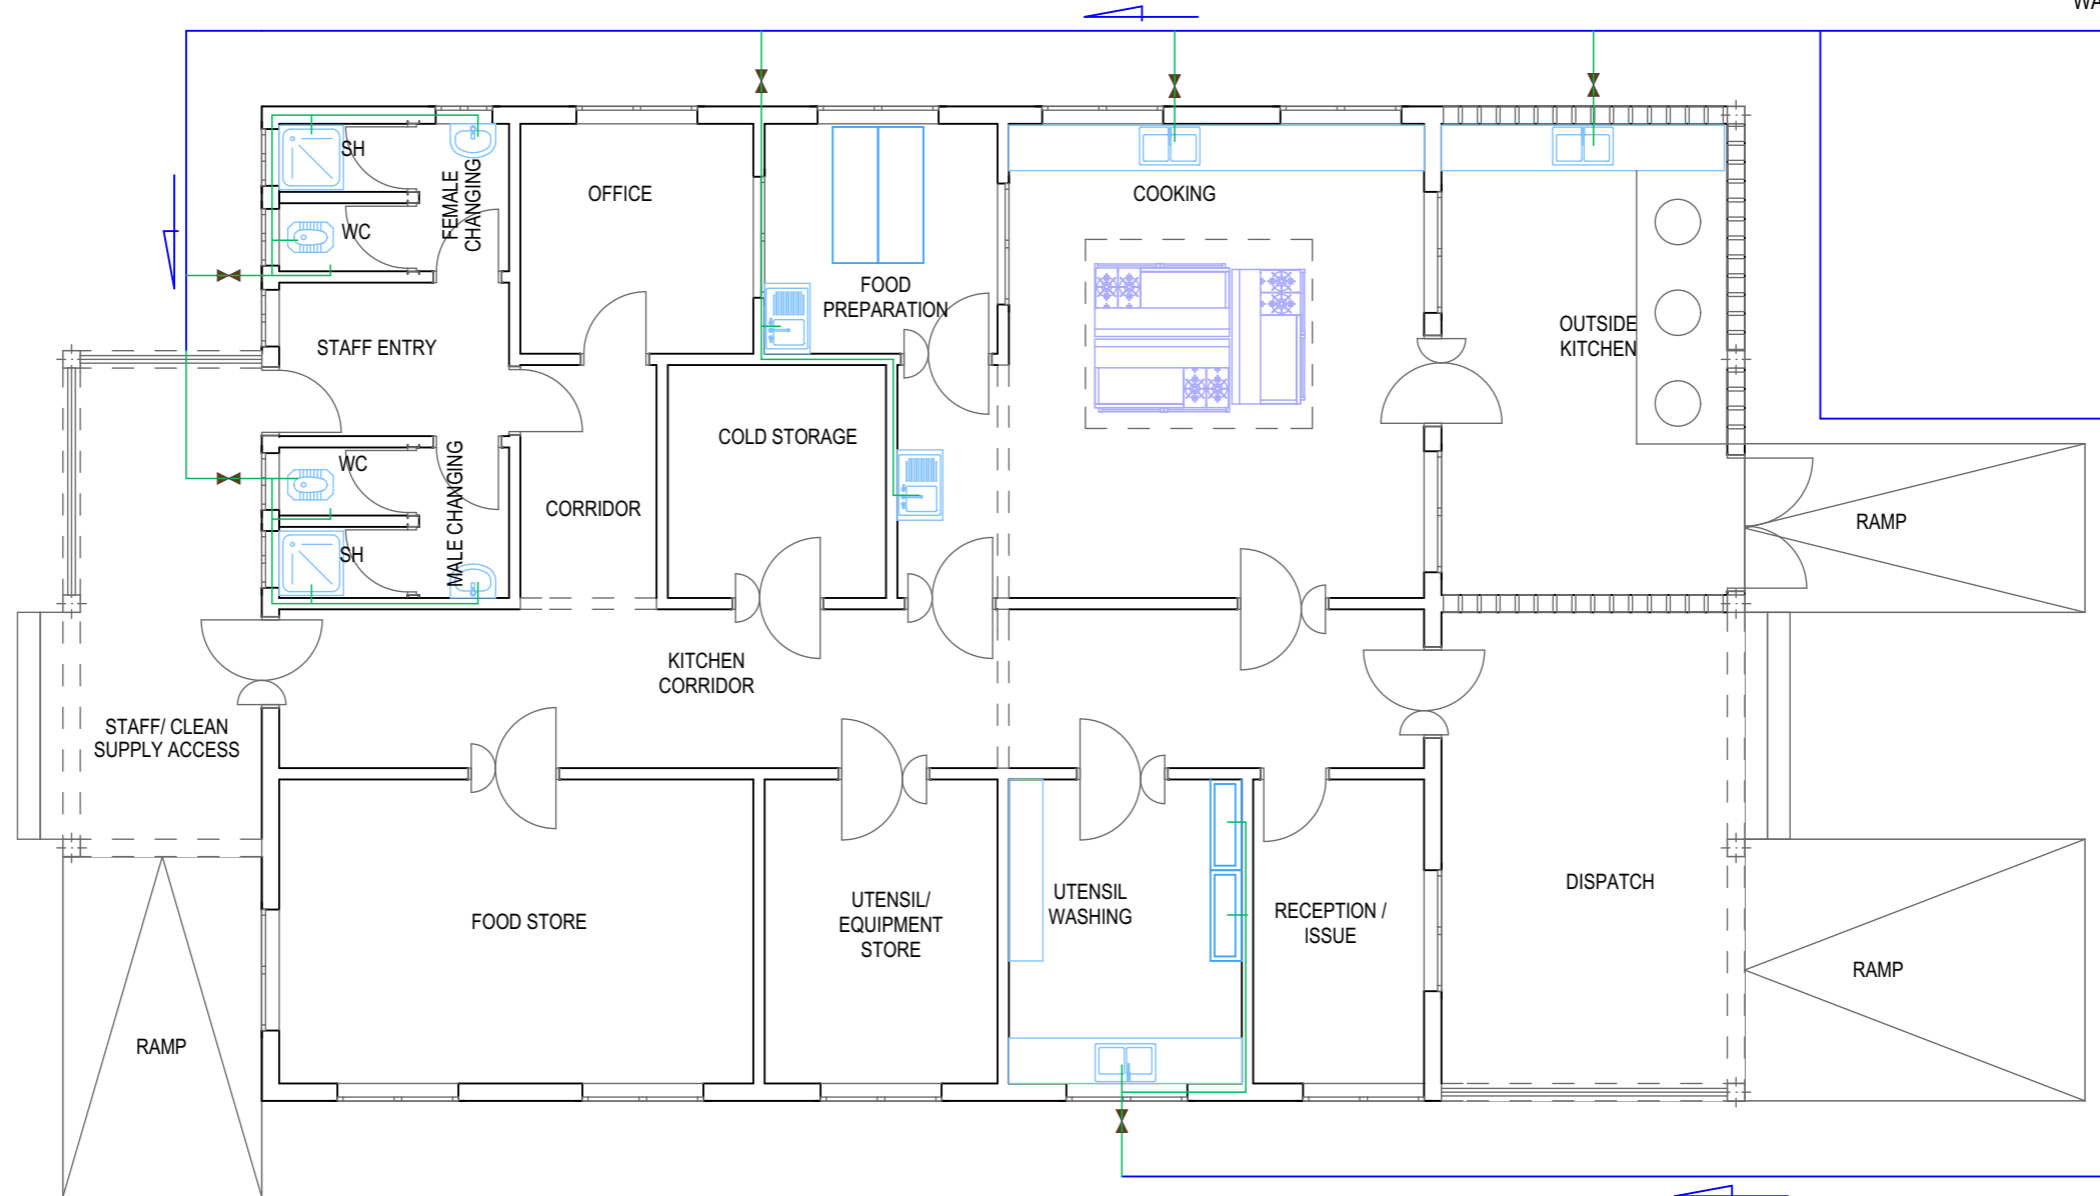 WA
SH
FEMALE
CHANGING
OFFICE
COOKING
WC
FOOD
PREPARATION
OUTSIDE
KITCHEN
STAFF ENTRY
COLD STORAGE
WC
MALE CHANGING
CORRIDOR
RAMP
SH
KITCHEN
CORRIDOR
STAFF/ CLEAN
SUPPLY ACCESS
DISPATCH
UTENSIL
WASHING
UTENSIL/
EQUIPMENT
STORE
FOOD STORE
RECEPTION /
ISSUE
RAMP
RAMP